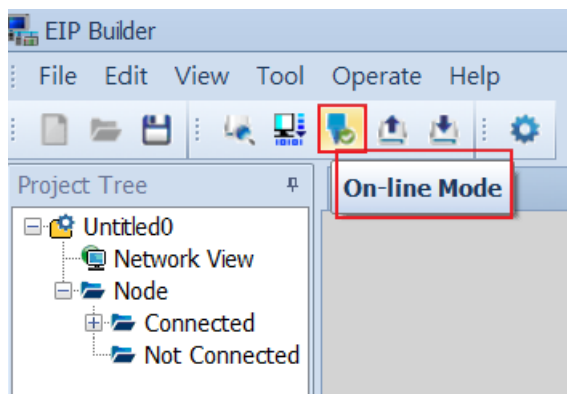 EIP Builder
File Edit View Tool Operate Help
Project Tree
On-line Mode
Untitled0
Network View
Node
Connected
Not Connected